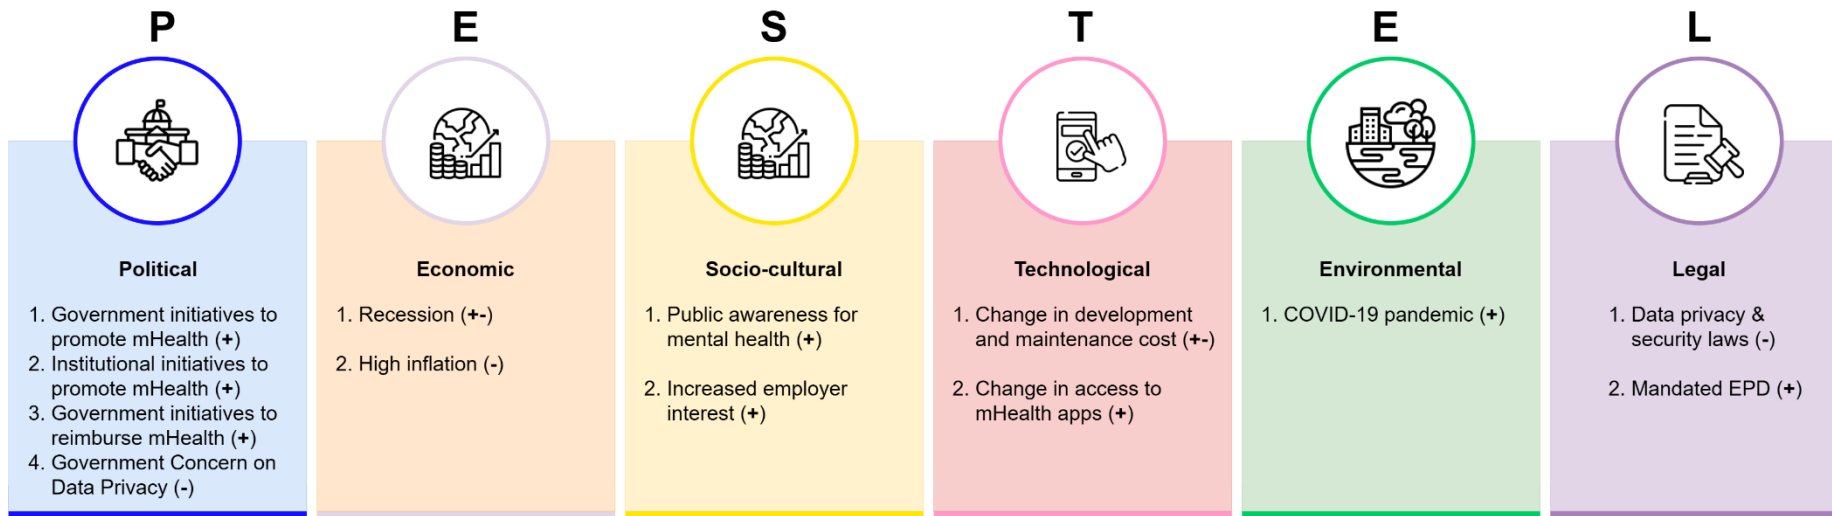 P
E
S
T
E
L
Political
1. Government initiatives to
promote mHealth (+)
2. Institutional initiatives to
promote mHealth (+)
3. Government initiatives to
reimburse mHealth (+)
4. Government Concern on
Data Privacy (-)
Economic
1. Recession (+-)
2. High inflation (-)
Socio-cultural
1. Public awareness for
mental health (+)
2. Increased employer
interest (+)
Technological
1. Change in development
and maintenance cost (+-)
2. Change in access to
mHealth apps (+)
Environmental
1. COVID-19 pandemic (+)
Legal
1. Data privacy &
security laws (-)
2. Mandated EPD (+)